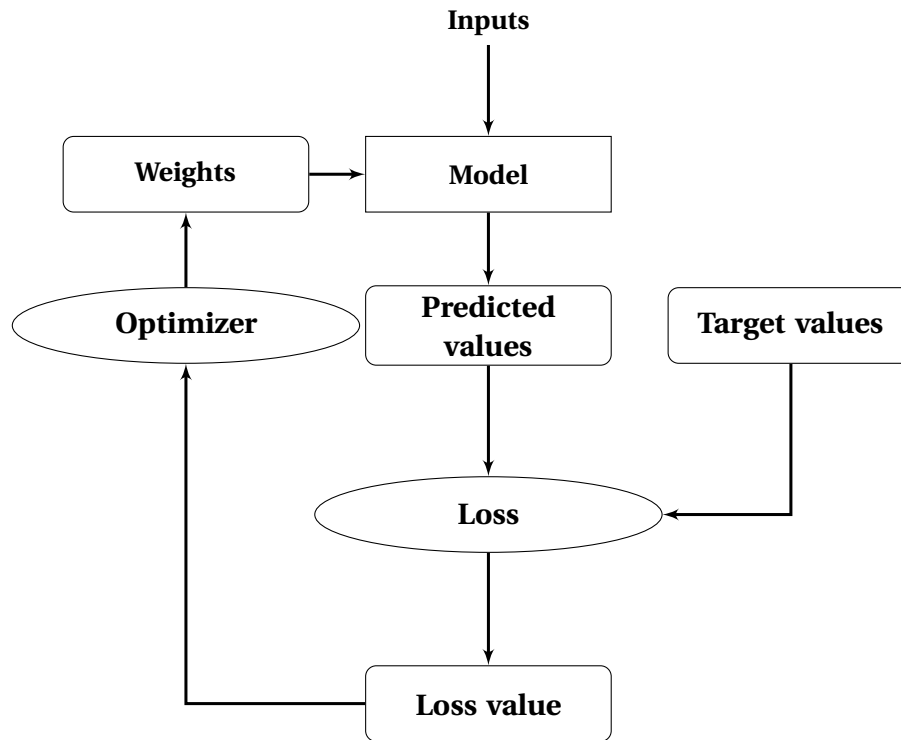 Inputs
Weights
Model
Optimizer
Predicted
values
Target values
Loss
Loss value